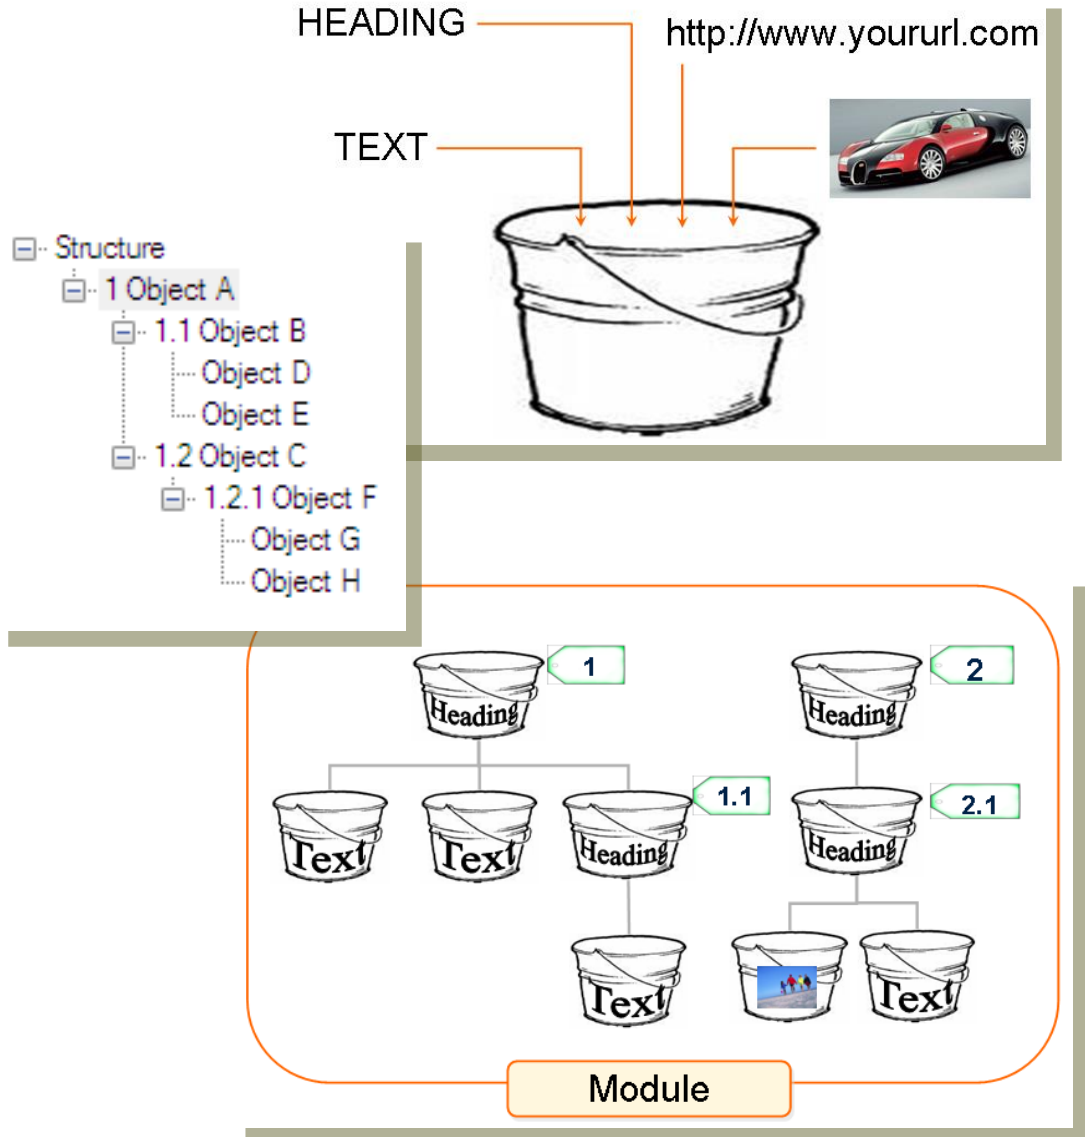 HEADING
http://www.yoururl.com
TEXT
Structure
1 Object A
1.1 Object B
Object D
Object E
1.2 Object C
1.2.1 Object F
Object G
Object H
Heading
1
Heading
2
Text
Text
Heading
1.1
Heading
2.1
Text
Text
Module